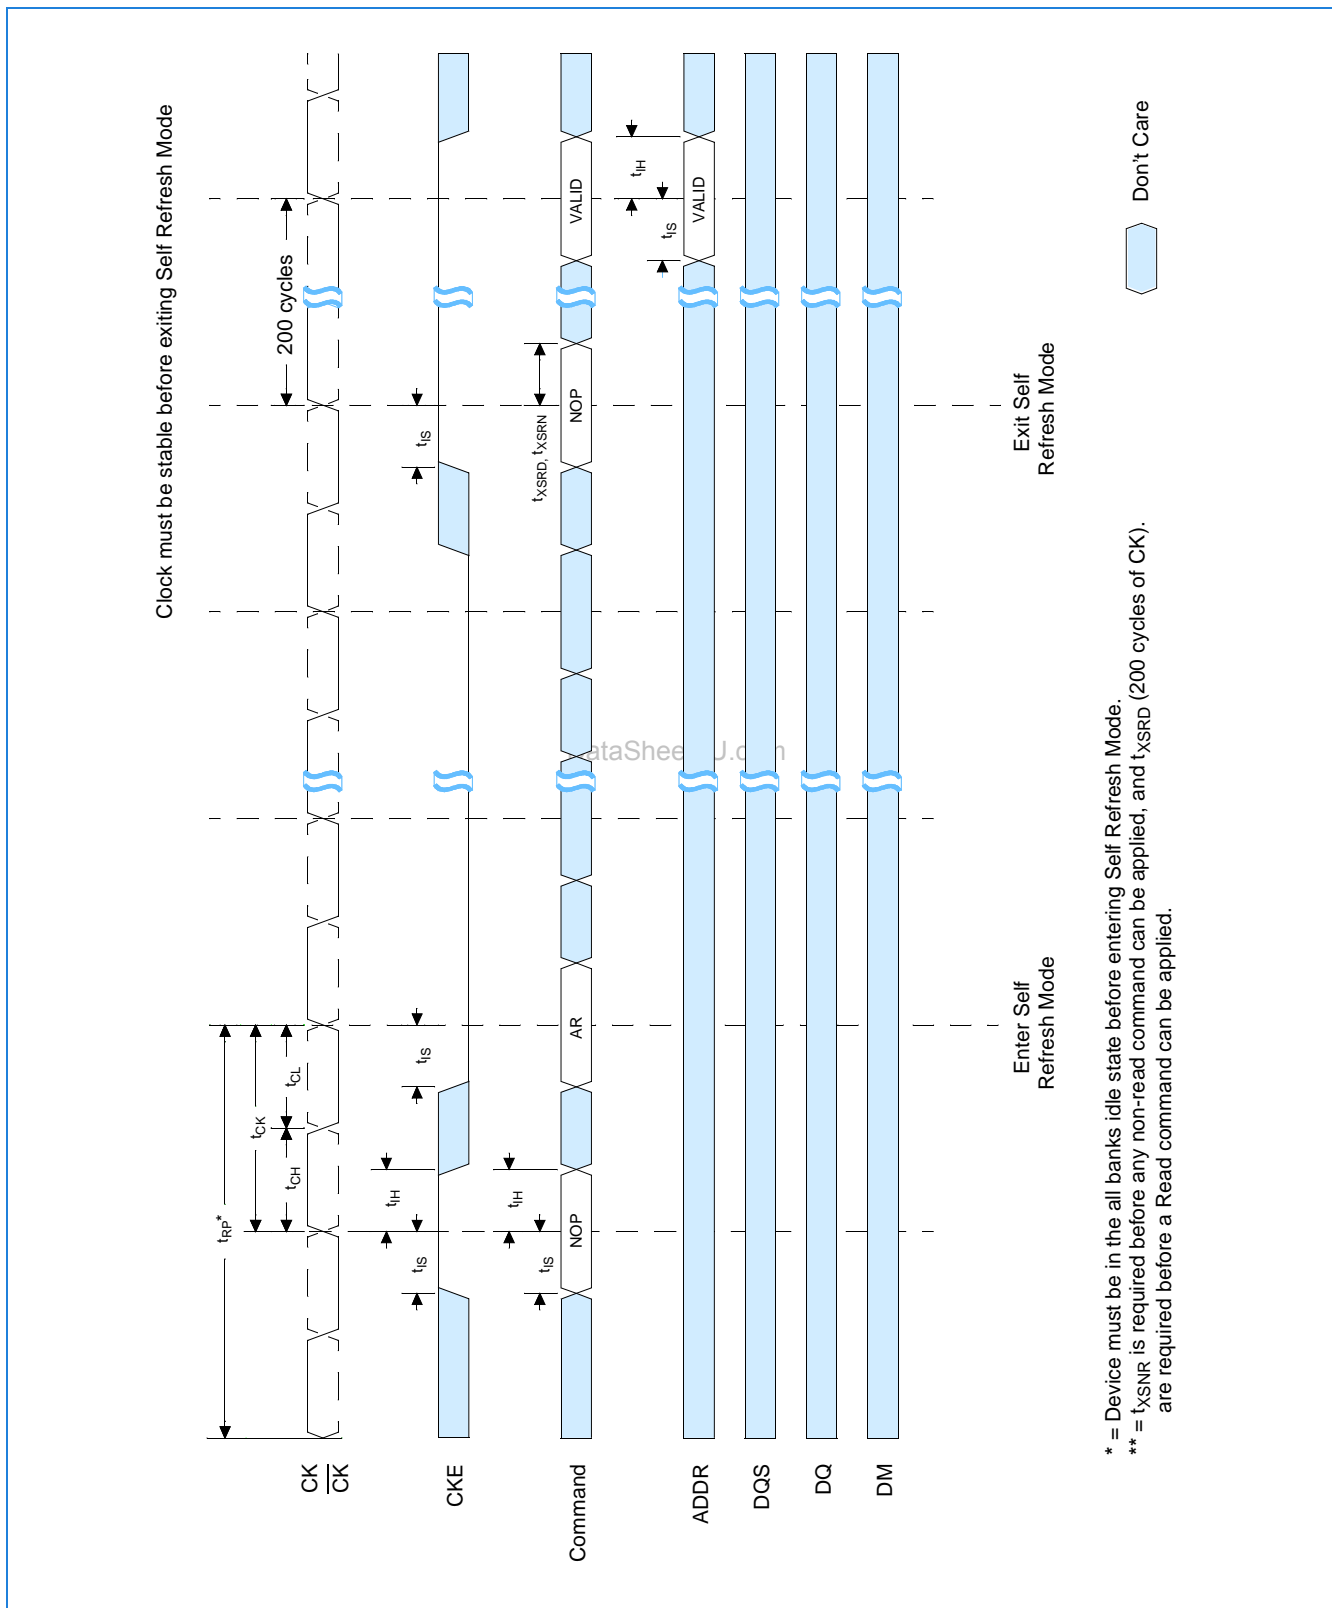 Clock must be stable before exiting Self Refresh Mode
tRP*
tCK
tCH
tCL
200 cycles
CK
CK
tIH
tIS
tIS
tIS
CKE
tIH
tIS
tXSRD, tXSRN
Command
NOP
AR
NOP
VALID
tIS
tIH
ADDR
VALID
DQS
DQ
DM
Enter Self
Refresh Mode
Exit Self
Refresh Mode
Don't Care
* = Device must be in the all banks idle state before entering Self Refresh Mode.
** = tXSNR is required before any non-read command can be applied, and tXSRD (200 cycles of CK).
are required before a Read command can be applied.